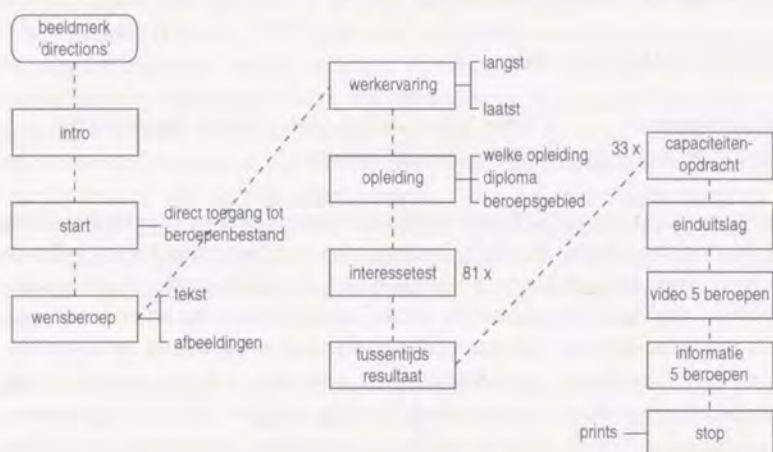 beeldmerk
'directions'
intro
start
direct toegang tot
beroepenbestand
wensberoep
tekst
afbeeldingen
werkervaring
langst
laatst
opleiding
welke opleiding
diploma
beroepsgebied
interessetest
81 x
tussentijds
resultaat
33 x
capaciteiten-
opdracht
einduitslag
video 5 beroepen
informatie
5 beroepen
prints
stop